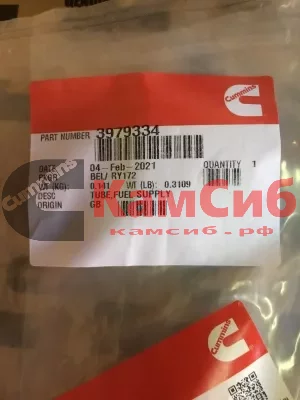 Cummins
PART NUMBER 3979334
DATE 04-Feb-2021 QUANTITY 1
PKGR BEL/ RY172
WT (KG): 0.141 WT (LB): 0.3109
DESC TUBE,FUEL SUPPLY
ORIGIN GB
Cummins
КамСиб
камсиб.рф
Cummins